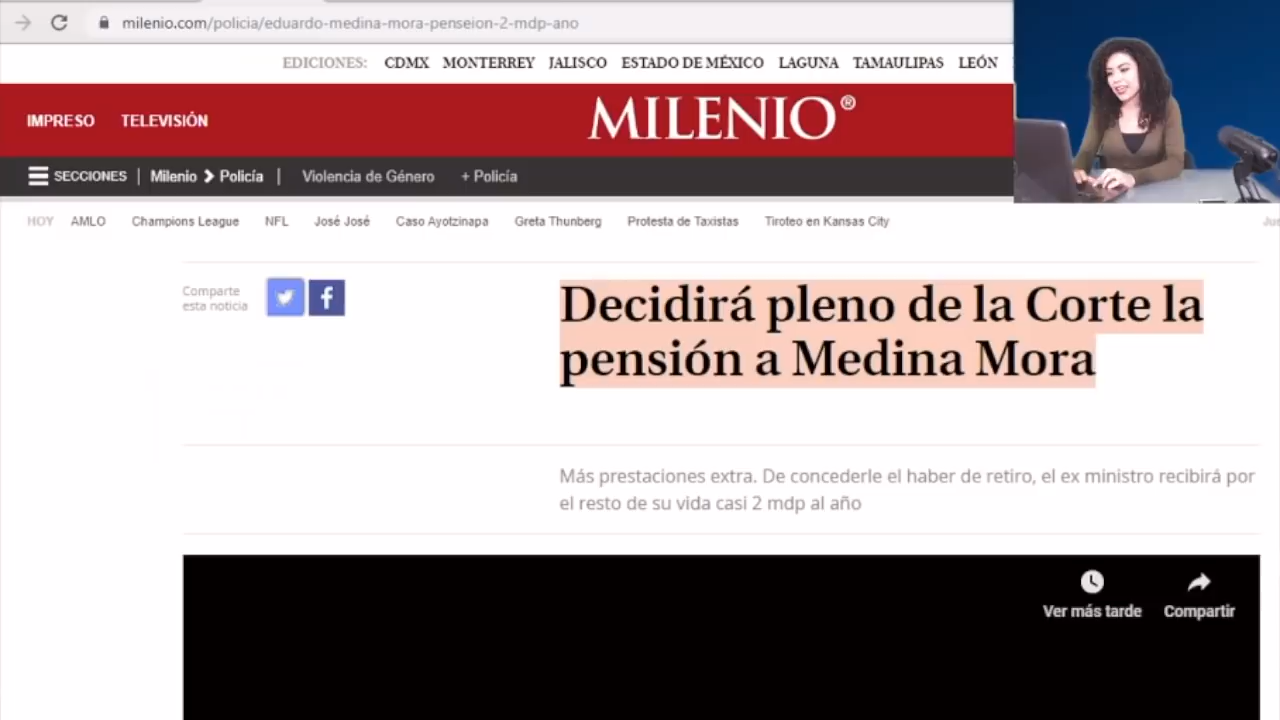 milenio.com/policia/eduardo-medina-mora-penseion-2-mdp-ano
EDICIONES: CDMX MONTERREY JALISCO ESTADO DE MÉXICO LAGUNA TAMAULIPAS LEÓN
IMPRESO TELEVISIÓN MILENIO®
SECCIONES | Milenio > Policía | Violencia de Género + Policía
HOY AMLO Champions League NFL José José Caso Ayotzinapa Greta Thunberg Protesta de Taxistas Tiroteo en Kansas City
Comparte
esta noticia
Decidirá pleno de la Corte la
pensión a Medina Mora
Más prestaciones extra. De concederle el haber de retiro, el ex ministro recibirá por
el resto de su vida casi 2 mdp al año
Ver más tarde Compartir